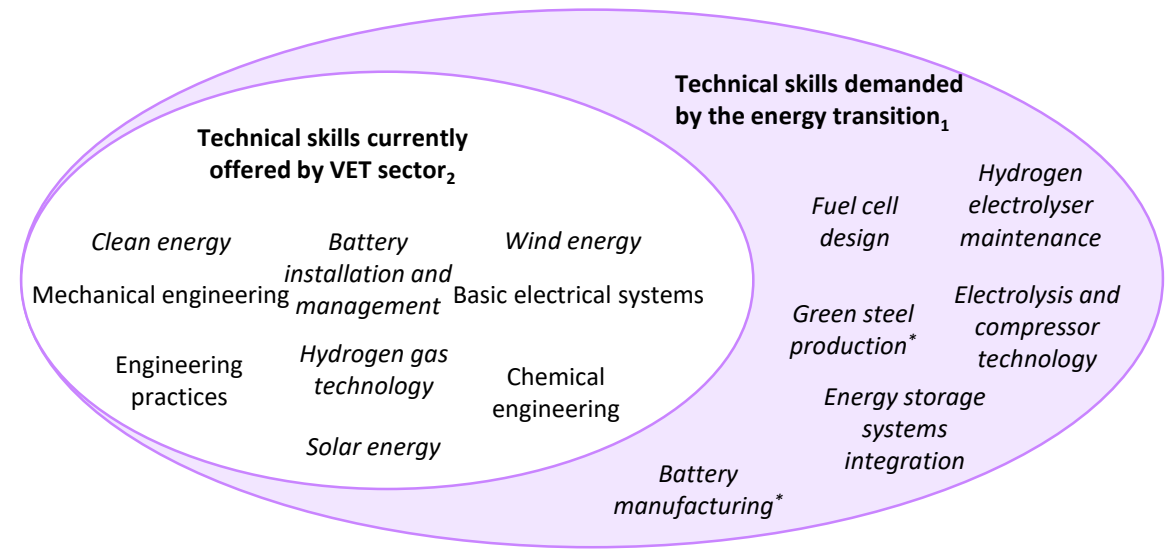 Technical skills demanded
by the energy transition1
Technical skills currently
offered by VET sector2
Clean energy
Battery
installation and
management
Wind energy
Mechanical engineering
Basic electrical systems
Engineering
practices
Hydrogen gas
technology
Chemical
engineering
Solar energy
Fuel cell
design
Hydrogen
electrolyser
maintenance
Green steel
production*
Electrolysis and
compressor
technology
Energy storage
systems
integration
Battery
manufacturing*